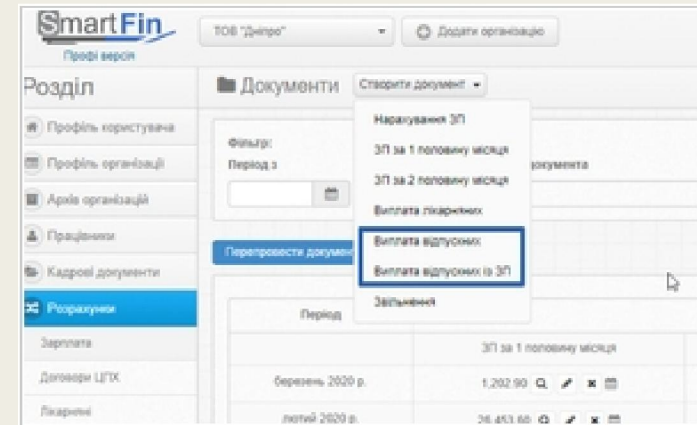 SmartFin
Профі версія
ТОВ "Дніпро"
Додати організацію
Розділ
Документи
Створити документ
Профіль користувача
Профіль організації
Архів організацій
Працівники
Кадрові документи
Розрахунки
Зарплата
Договори ЦПХ
Лікарняні
Нарахування ЗП
ЗП за 1 половину місяця
ЗП за 2 половину місяця
Виплата лікарняних
Виплата відпускних
Виплата відпускних із ЗП
Звільнення
Фільтр:
Період з
документа
Перепровести докумен
Період
ЗП за 1 половину місяця
березень 2020 р.
1,202.90
лютий 2020 р.
26,453.60